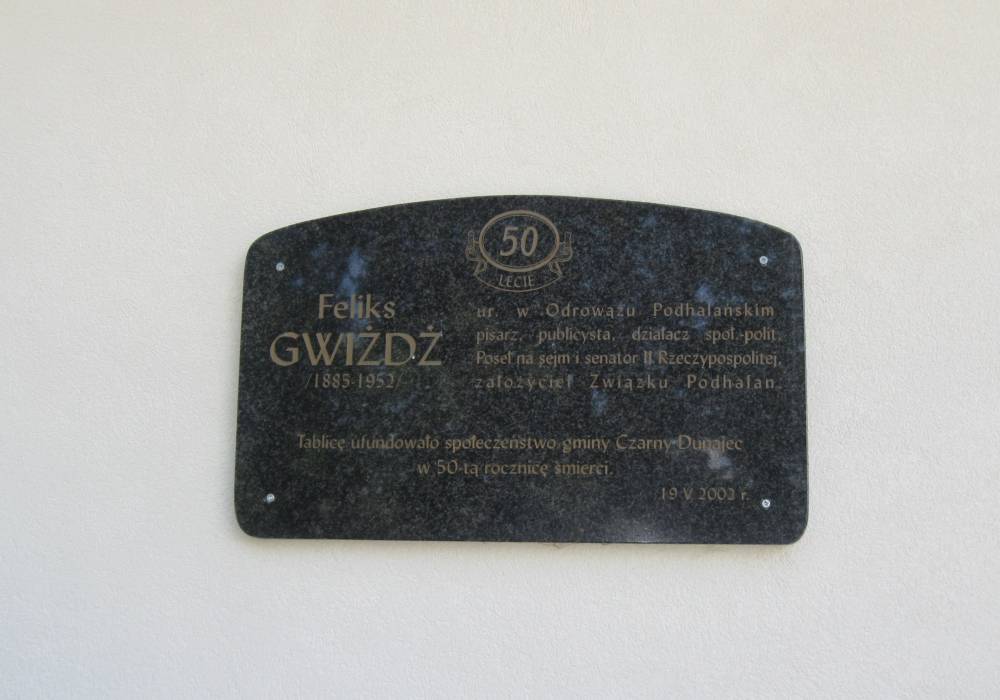 50
LECIE
Feliks
GWIŻDŻ
/1885-1952/
ur. w Odrowążu Podhalańskim
pisarz, publicysta, działacz społ.-polit.
Poseł na sejm i senator II Rzeczypospolitej,
założyciel Związku Podhalan.
Tablicę ufundowało społeczeństwo gminy Czarny Dunajec
w 50-tą rocznicę śmierci.
19 V 2002 r.